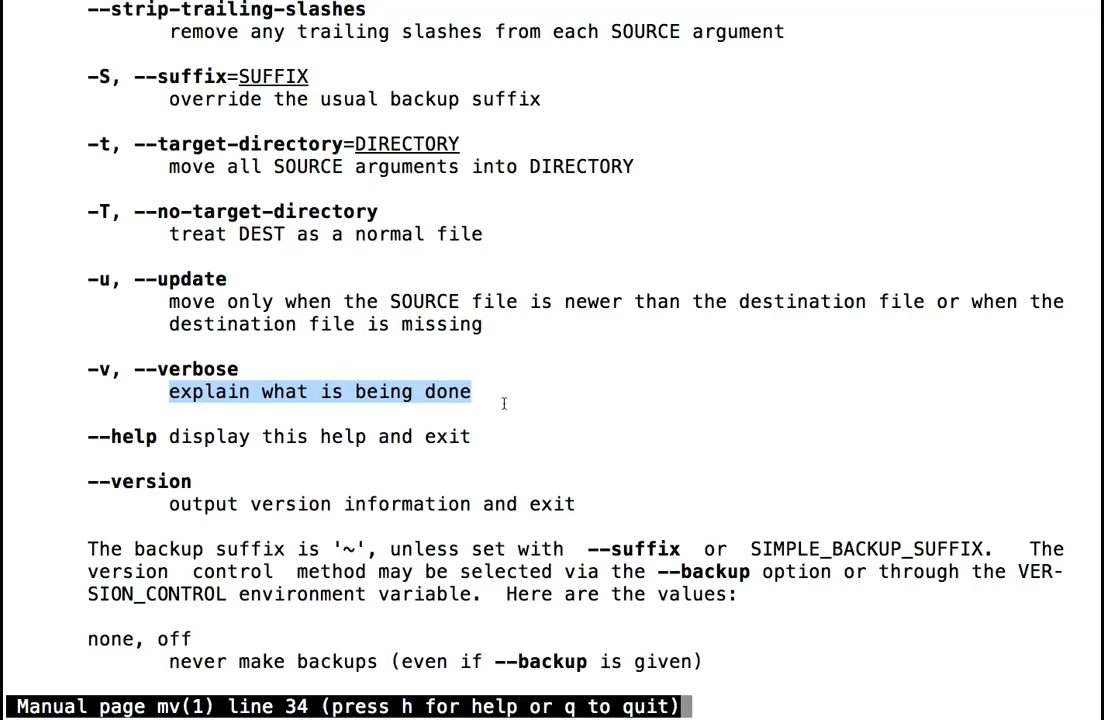 --strip-trailing-slashes
remove any trailing slashes from each SOURCE argument
-S, --suffix=SUFFIX
override the usual backup suffix
-t, --target-directory=DIRECTORY
move all SOURCE arguments into DIRECTORY
-T, --no-target-directory
treat DEST as a normal file
-u, --update
move only when the SOURCE file is newer than the destination file or when the
destination file is missing
-v, --verbose
explain what is being done
--help display this help and exit
--version
output version information and exit
The backup suffix is '~', unless set with --suffix or SIMPLE_BACKUP_SUFFIX. The
version control method may be selected via the --backup option or through the VER-
SION_CONTROL environment variable. Here are the values:
none, off
never make backups (even if --backup is given)
Manual page mv(1) line 34 (press h for help or q to quit)